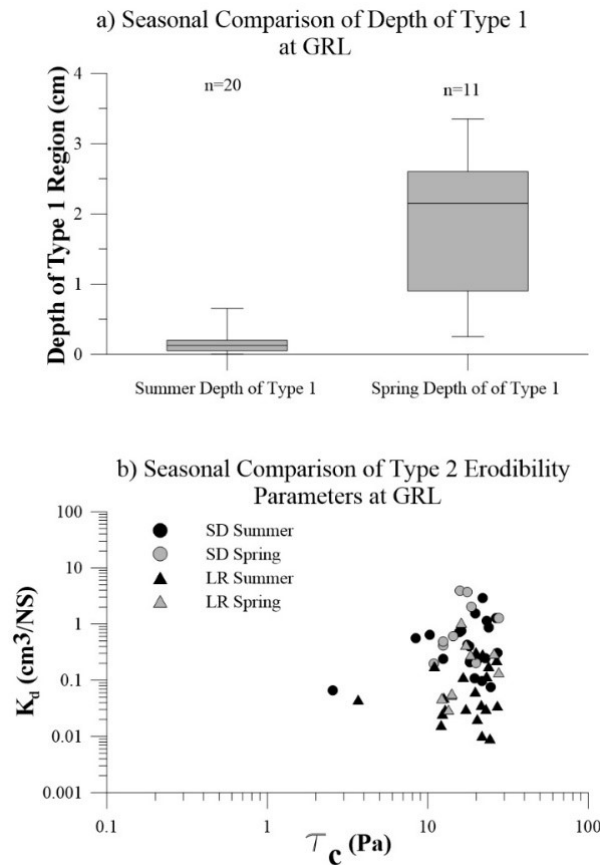 a) Seasonal Comparison of Depth of Type 1
at GRL
Depth of Type 1 Region (cm)
4
3
2
1
0
n=20
n=11
Summer Depth of Type 1
Spring Depth of of Type 1
b) Seasonal Comparison of Type 2 Erodibility
Parameters at GRL
K_d (cm³/NS)
100
10
1
0.1
0.01
0.001
SD Summer
SD Spring
LR Summer
LR Spring
0.1
1
10
100
τ_c (Pa)